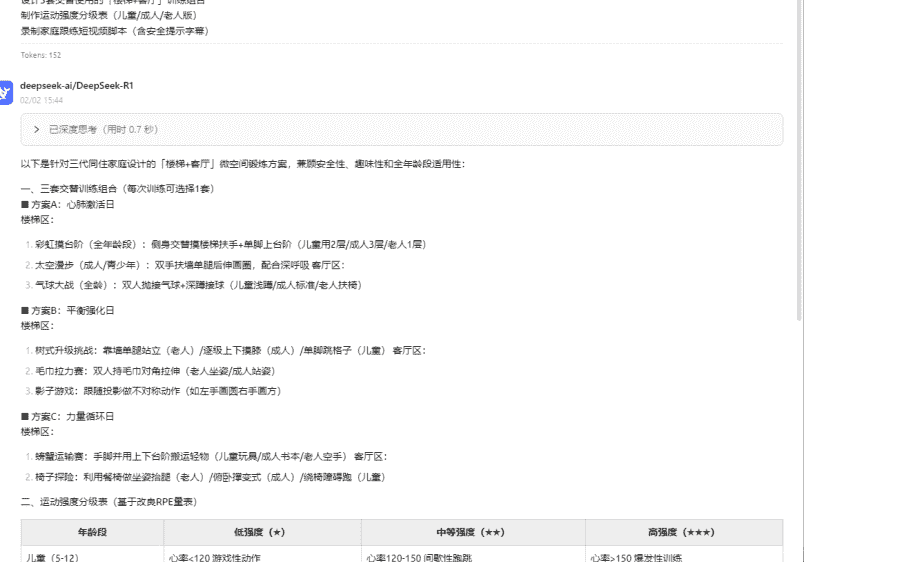 设计3套交替使用的「楼梯+客厅」训练组合
制作运动强度分级表（儿童/成人/老人版）
录制家庭跟练短视频脚本（含安全提示字幕）
Tokens: 152
deepseek-ai/DeepSeek-R1
02/02 15:44
已深度思考（用时 0.7 秒）
以下是针对三代同住家庭设计的「楼梯+客厅」微空间锻炼方案，兼顾安全性、趣味性和全年龄段适用性：
一、三套交替训练组合（每次训练可选择1套）
■ 方案A：心肺激活日
楼梯区：
1. 彩虹摸台阶（全年龄段）：侧身交替摸楼梯扶手+单脚上台阶（儿童用2层/成人3层/老人1层）
2. 太空漫步（成人/青少年）：双手扶墙单腿后伸画圈，配合深呼吸 客厅区：
3. 气球大战（全龄）：双人抛接气球+深蹲接球（儿童浅蹲/成人标准/老人扶椅）
■ 方案B：平衡强化日
楼梯区：
1. 树式升级挑战：靠墙单腿站立（老人）/逐级上下摸膝（成人）/单脚跳格子（儿童） 客厅区：
2. 毛巾拉力赛：双人持毛巾对角拉伸（老人坐姿/成人站姿）
3. 影子游戏：跟随投影做不对称动作（如左手画圆右手画方）
■ 方案C：力量循环日
楼梯区：
1. 螃蟹运输赛：手脚并用上下台阶搬运轻物（儿童玩具/成人书本/老人空手） 客厅区：
2. 椅子探险：利用餐椅做坐姿抬腿（老人）/俯卧撑变式（成人）/绕椅障碍跑（儿童）
二、运动强度分级表（基于改良RPE量表）
年龄段 低强度（★） 中等强度（★★） 高强度（★★★）
儿童（5-12） 心率<120 游戏性动作 心率120-150 间歇性跑跳 心率>150 爆发性训练